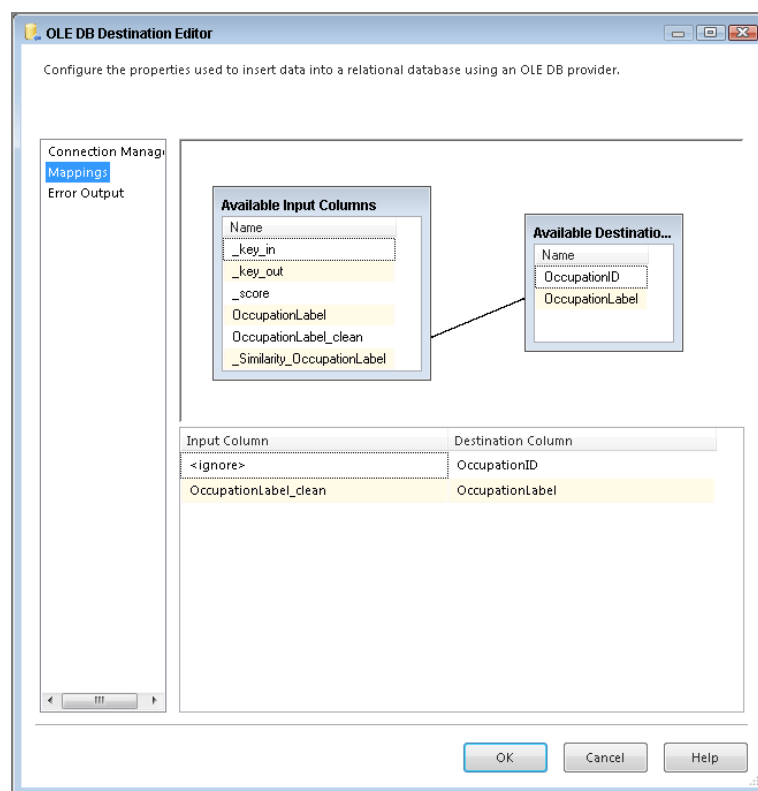 OLE DB Destination Editor
Configure the properties used to insert data into a relational database using an OLE DB provider.
Connection Manag
Mappings
Error Output
Available Input Columns
Name
_key_in
_key_out
_score
OccupationLabel
OccupationLabel_clean
_Similarity_OccupationLabel
Available Destinatio...
Name
OccupationID
OccupationLabel
Input Column Destination Column
<ignore> OccupationID
OccupationLabel_clean OccupationLabel
OK Cancel Help